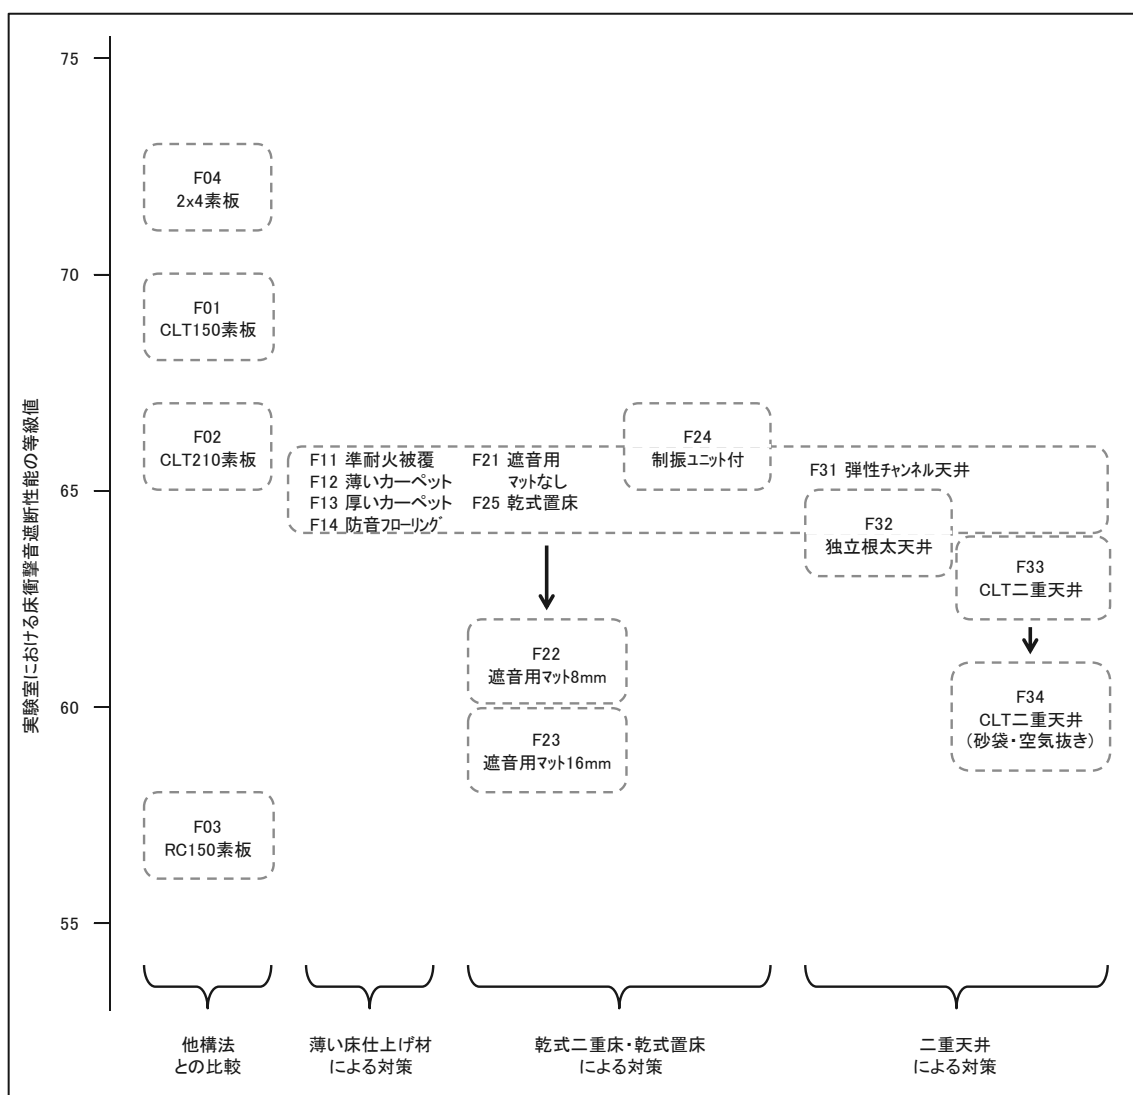 75
70
65
60
55
実験室における床衝撃音遮断性能の等級値
F04
2x4素板
F01
CLT150素板
F02
CLT210素板
F03
RC150素板
F11 準耐火被覆
F12 薄いカーペット
F13 厚いカーペット
F14 防音フローリング
F21 遮音用
マットなし
F25 乾式置床
F24
制振ユニット付
F22
遮音用マット8mm
F23
遮音用マット16mm
F31 弾性チャンネル天井
F32
独立根太天井
F33
CLT二重天井
F34
CLT二重天井
(砂袋・空気抜き)
他構法
との比較
薄い床仕上げ材
による対策
乾式二重床・乾式置床
による対策
二重天井
による対策